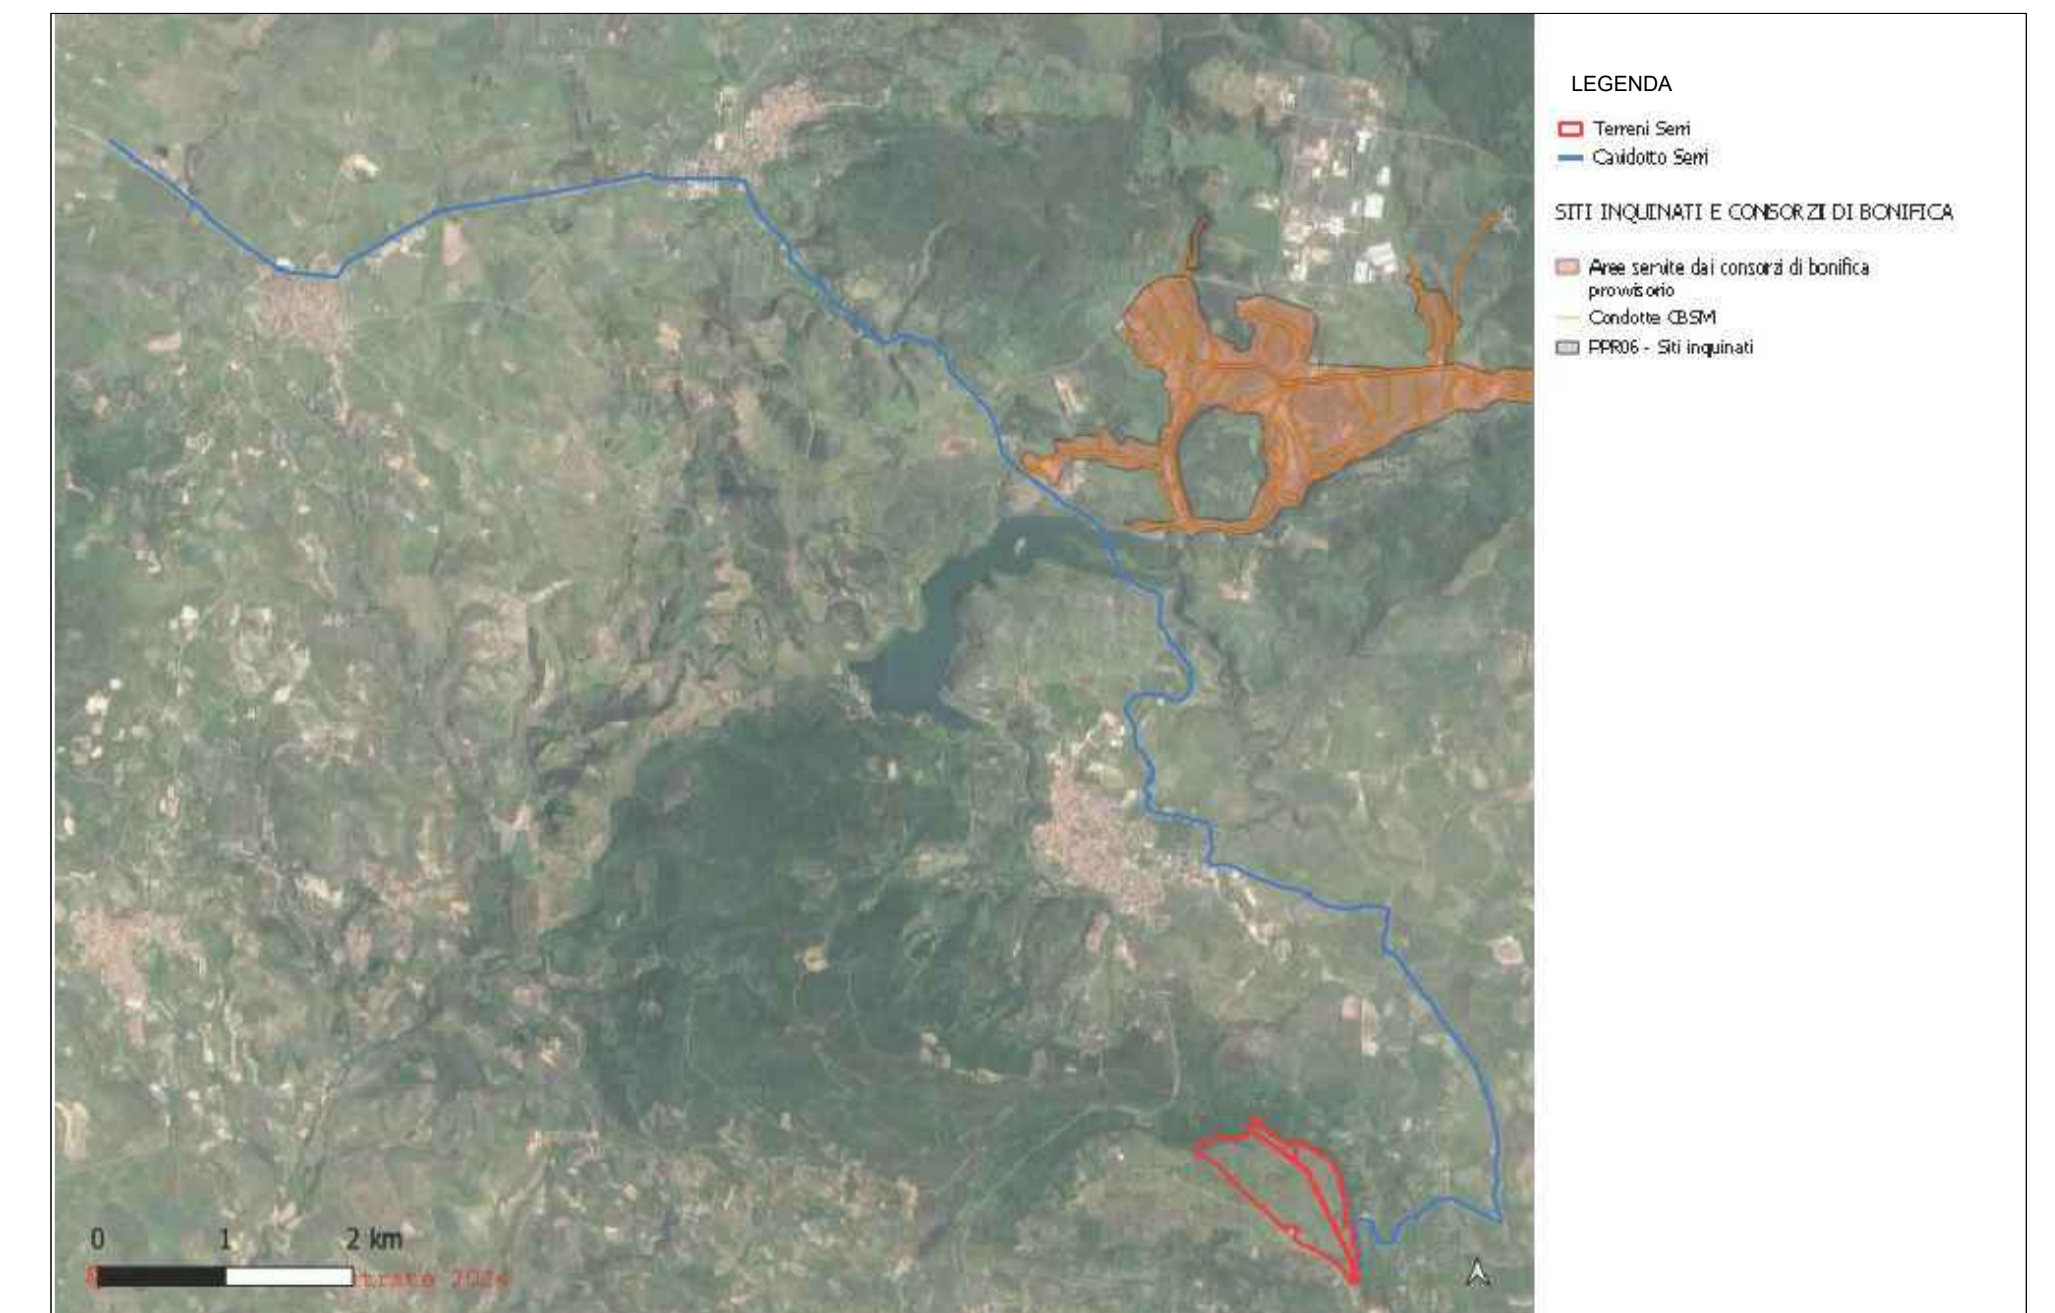 LEGENDA
Terreni Serri
Cavidotto Serri
SITI INQUINATI E CONSORZI DI BONIFICA
Aree servite dai consorzi di bonifica
provvisorio
Condotte CBSM
PPR06 - Siti inquinati
0 1 2 km